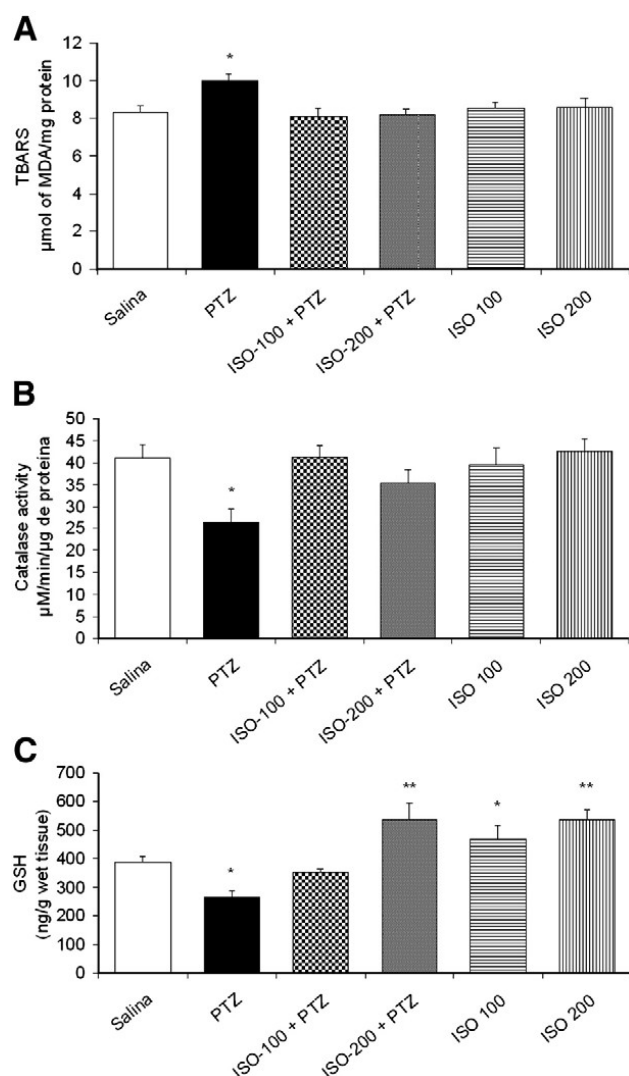 A
TBARS
µmol of MDA/mg protein
12
10
8
6
4
2
0
*
Salina
PTZ
ISO-100 + PTZ
ISO-200 + PTZ
ISO 100
ISO 200
B
Catalase activity
µM/min/µg de proteina
50
45
40
35
30
25
20
15
10
5
0
*
Salina
PTZ
ISO-100 + PTZ
ISO-200 + PTZ
ISO 100
ISO 200
C
GSH
(ng/g wet tissue)
700
600
500
400
300
200
100
0
*
**
*
**
Salina
PTZ
ISO-100 + PTZ
ISO-200 + PTZ
ISO 100
ISO 200